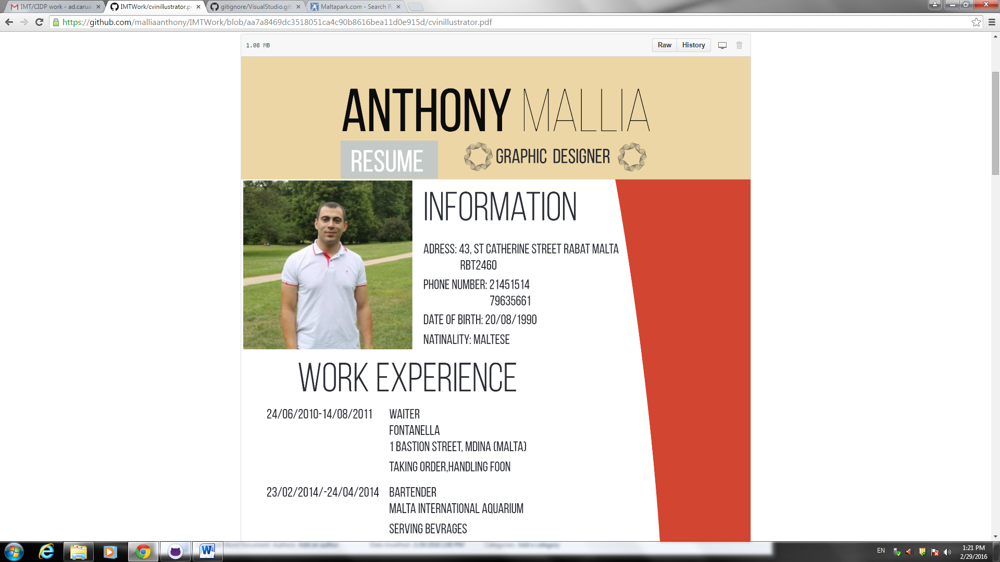 IMT/CIDP work - ad.carua
IMTWork/cvinillustrator.p
gitignore/VisualStudio.git
Maltapark.com - Search R
https://github.com/malliaanthony/IMTWork/blob/aa7a8469dc3518051ca4c90b8616bea11d0e915d/cvinillustrator.pdf
1.08 MB
Raw
History
ANTHONY MALLIA
RESUME
GRAPHIC DESIGNER
INFORMATION
ADRESS: 43, ST CATHERINE STREET RABAT MALTA
RBT2460
PHONE NUMBER: 21451514
79635661
DATE OF BIRTH: 20/08/1990
NATINALITY: MALTESE
WORK EXPERIENCE
24/06/2010-14/08/2011 WAITER
FONTANELLA
1 BASTION STREET, MDINA (MALTA)
TAKING ORDER,HANDLING FOON
23/02/2014/-24/04/2014 BARTENDER
MALTA INTERNATIONAL AQUARIUM
SERVING BEVRAGES
EN
1:21 PM
2/29/2016